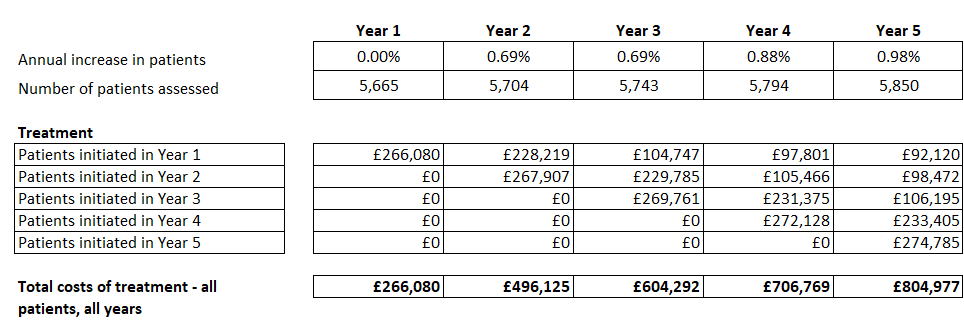 Year 1 Year 2 Year 3 Year 4 Year 5
Annual increase in patients 0.00% 0.69% 0.69% 0.88% 0.98%
Number of patients assessed 5,665 5,704 5,743 5,794 5,850
Treatment
Patients initiated in Year 1 £266,080 £228,219 £104,747 £97,801 £92,120
Patients initiated in Year 2 £0 £267,907 £229,785 £105,466 £98,472
Patients initiated in Year 3 £0 £0 £269,761 £231,375 £106,195
Patients initiated in Year 4 £0 £0 £0 £272,128 £233,405
Patients initiated in Year 5 £0 £0 £0 £0 £274,785
Total costs of treatment - all £266,080 £496,125 £604,292 £706,769 £804,977
patients, all years